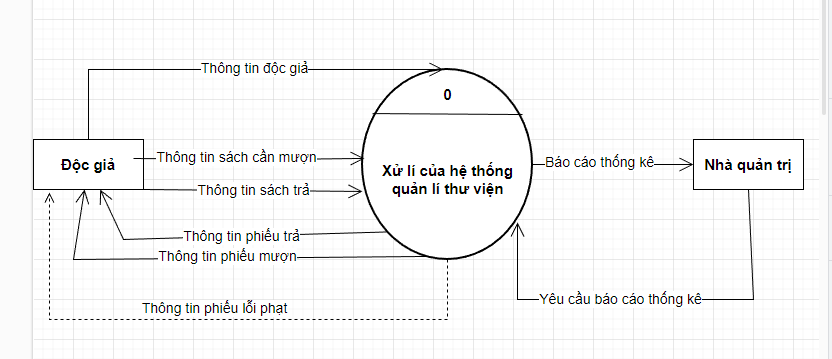 Thông tin độc giả
0
Độc giả
Thông tin sách cần mượn
Xử lí của hệ thống
quản lí thư viện
Báo cáo thống kê
Nhà quản trị
Thông tin sách trả
Thông tin phiếu trả
Thông tin phiếu mượn
Yêu cầu báo cáo thống kê
Thông tin phiếu lỗi phạt